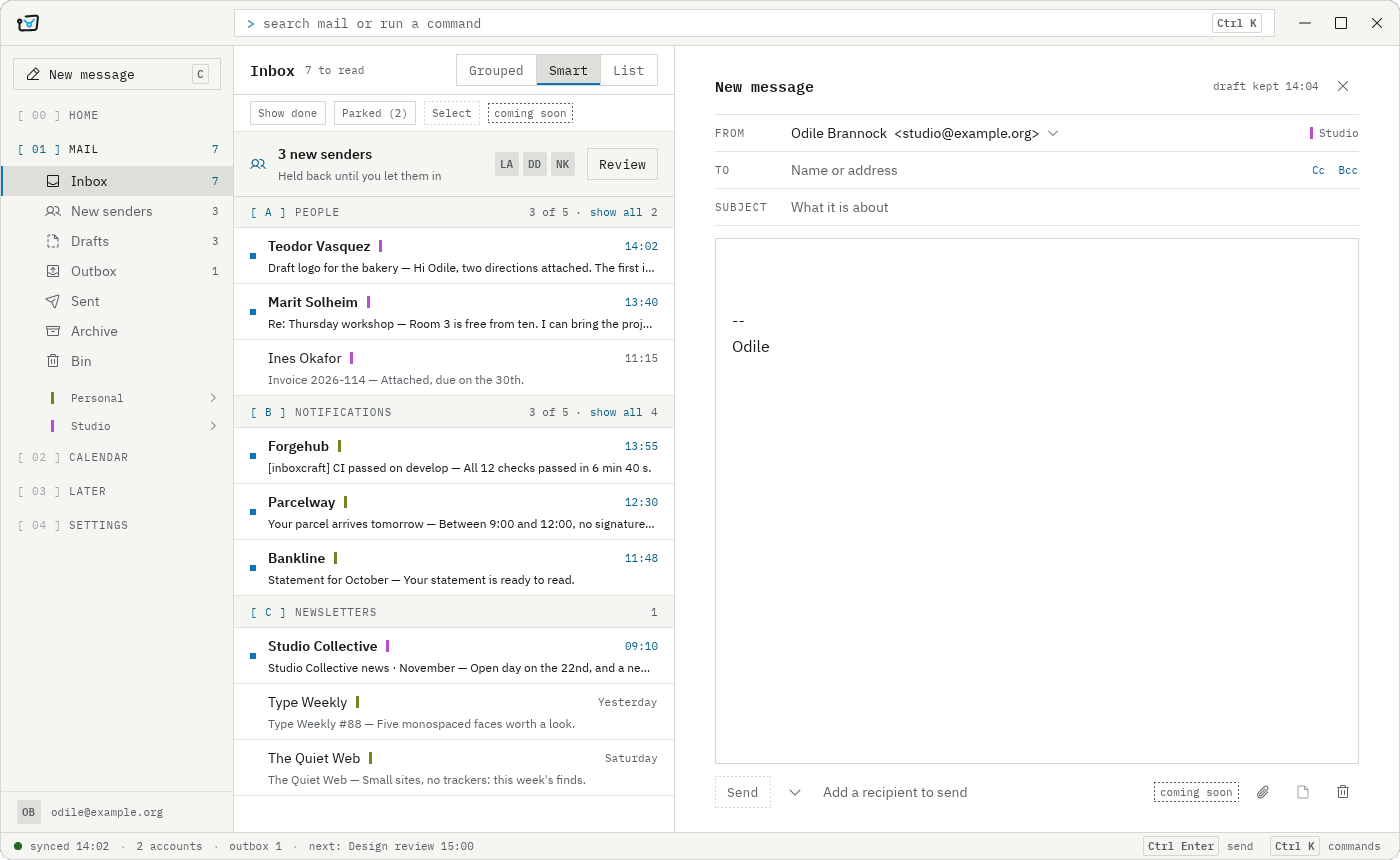 > search mail or run a command Ctrl K
New message C
[ 00 ] HOME
[ 01 ] MAIL 7
Inbox 7
New senders 3
Drafts 3
Outbox 1
Sent
Archive
Bin
Personal
Studio
[ 02 ] CALENDAR
[ 03 ] LATER
[ 04 ] SETTINGS
OB odile@example.org
Inbox 7 to read Grouped Smart List
Show done Parked (2) Select coming soon
3 new senders
Held back until you let them in
LA DD NK Review
[ A ] PEOPLE 3 of 5 · show all 2
Teodor Vasquez 14:02
Draft logo for the bakery — Hi Odile, two directions attached. The first i…
Marit Solheim 13:40
Re: Thursday workshop — Room 3 is free from ten. I can bring the proj…
Ines Okafor 11:15
Invoice 2026-114 — Attached, due on the 30th.
[ B ] NOTIFICATIONS 3 of 5 · show all 4
Forgehub 13:55
[inboxcraft] CI passed on develop — All 12 checks passed in 6 min 40 s.
Parcelway 12:30
Your parcel arrives tomorrow — Between 9:00 and 12:00, no signature…
Bankline 11:48
Statement for October — Your statement is ready to read.
[ C ] NEWSLETTERS 1
Studio Collective 09:10
Studio Collective news · November — Open day on the 22nd, and a ne…
Type Weekly Yesterday
Type Weekly #88 — Five monospaced faces worth a look.
The Quiet Web Saturday
The Quiet Web — Small sites, no trackers: this week's finds.
New message draft kept 14:04
FROM Odile Brannock <studio@example.org> Studio
TO Name or address Cc Bcc
SUBJECT What it is about
--
Odile
Send Add a recipient to send coming soon
synced 14:02 · 2 accounts · outbox 1 · next: Design review 15:00
Ctrl Enter send Ctrl K commands